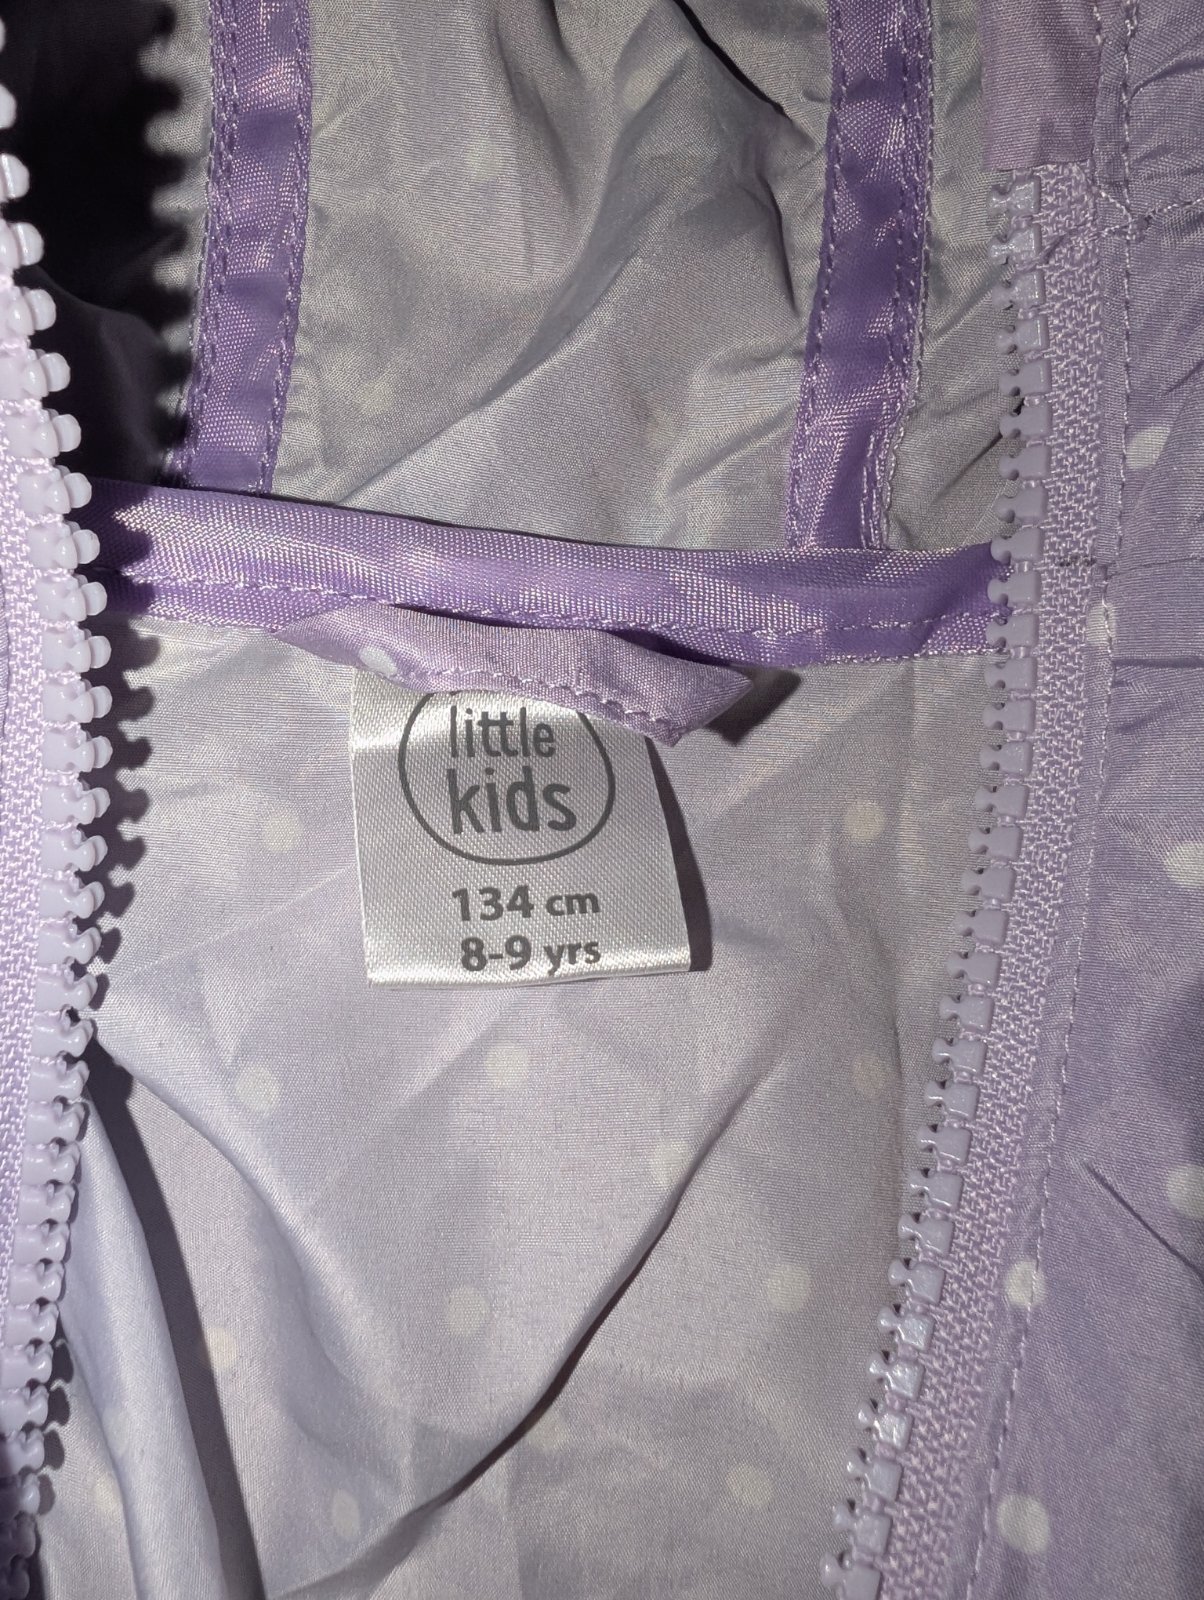 little
kids
134 cm
8-9 yrs